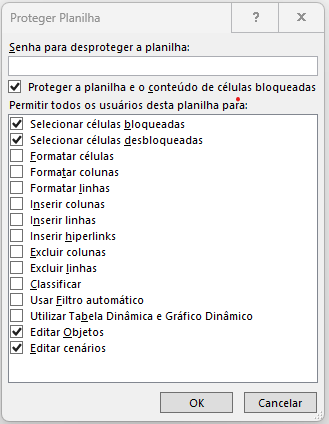 Proteger Planilha
? ×
Senha para desproteger a planilha:
Proteger a planilha e o conteúdo de células bloqueadas
Permitir todos os usuários desta planilha para:
Selecionar células bloqueadas
Selecionar células desbloqueadas
Formatar células
Formatar colunas
Formatar linhas
Inserir colunas
Inserir linhas
Inserir hiperlinks
Excluir colunas
Excluir linhas
Classificar
Usar Filtro automático
Utilizar Tabela Dinâmica e Gráfico Dinâmico
Editar Objetos
Editar cenários
OK Cancelar